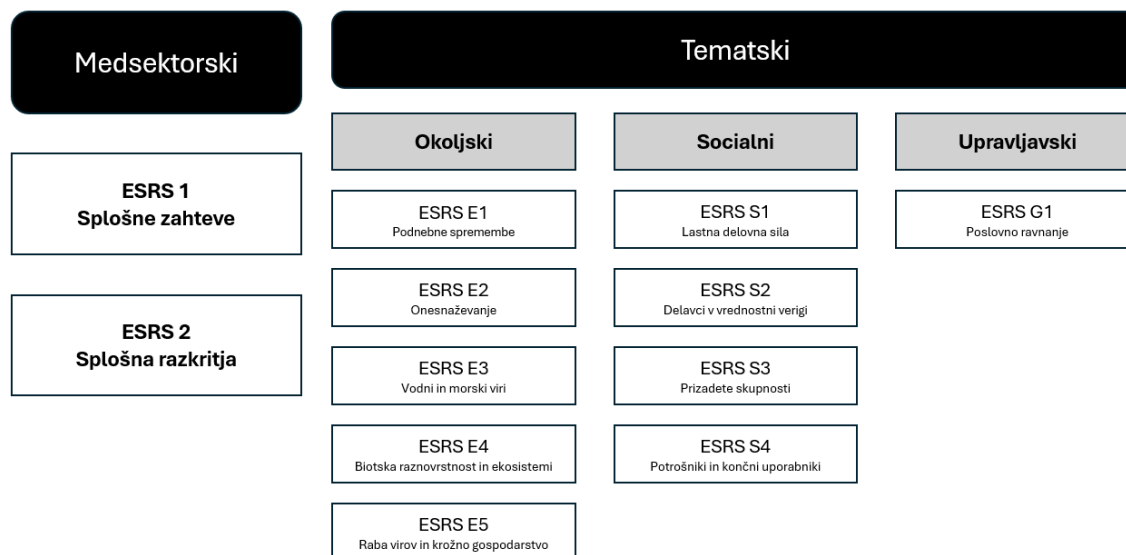 Medsektorski
ESRS 1
Splošne zahteve
ESRS 2
Splošna razkritja
Tematski
Okoljski
ESRS E1
Podnebne spremembe
ESRS E2
Onesnaževanje
ESRS E3
Vodni in morski viri
ESRS E4
Biotska raznovrstnost in ekosistemi
ESRS E5
Raba virov in krožno gospodarstvo
Socialni
ESRS S1
Lastna delovna sila
ESRS S2
Delavci v vrednostni verigi
ESRS S3
Prizadete skupnosti
ESRS S4
Potrošniki in končni uporabniki
Upravljavski
ESRS G1
Poslovno ravnanje